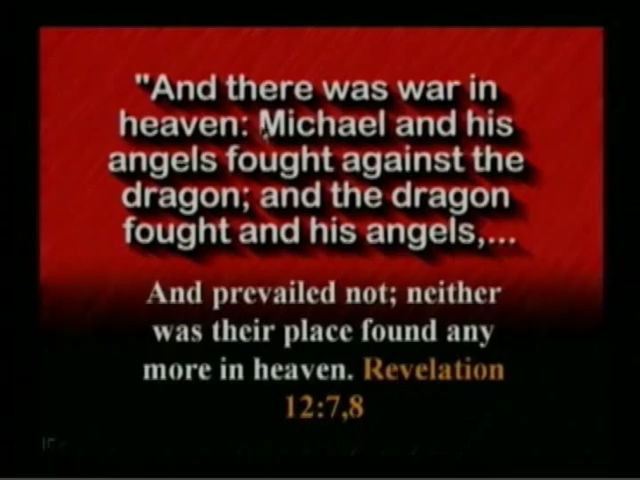 "And there was war in
heaven: Michael and his
angels fought against the
dragon; and the dragon
fought and his angels,...
And prevailed not; neither
was their place found any
more in heaven. Revelation
12:7,8